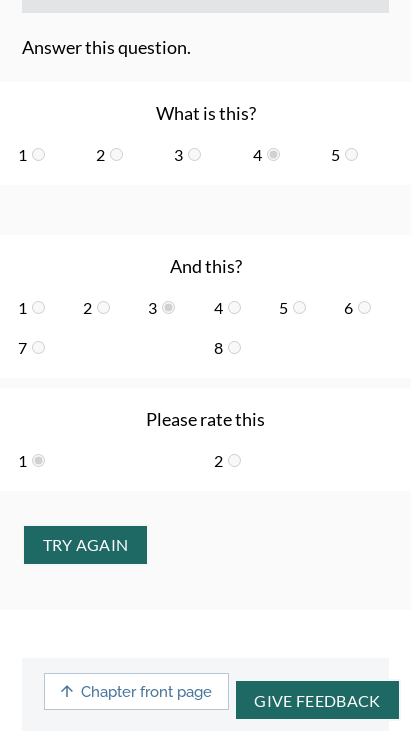 Answer this question.
What is this?
1 2 3 4 5
And this?
1 2 3 4 5 6
7 8
Please rate this
1 2
TRY AGAIN
Chapter front page
GIVE FEEDBACK